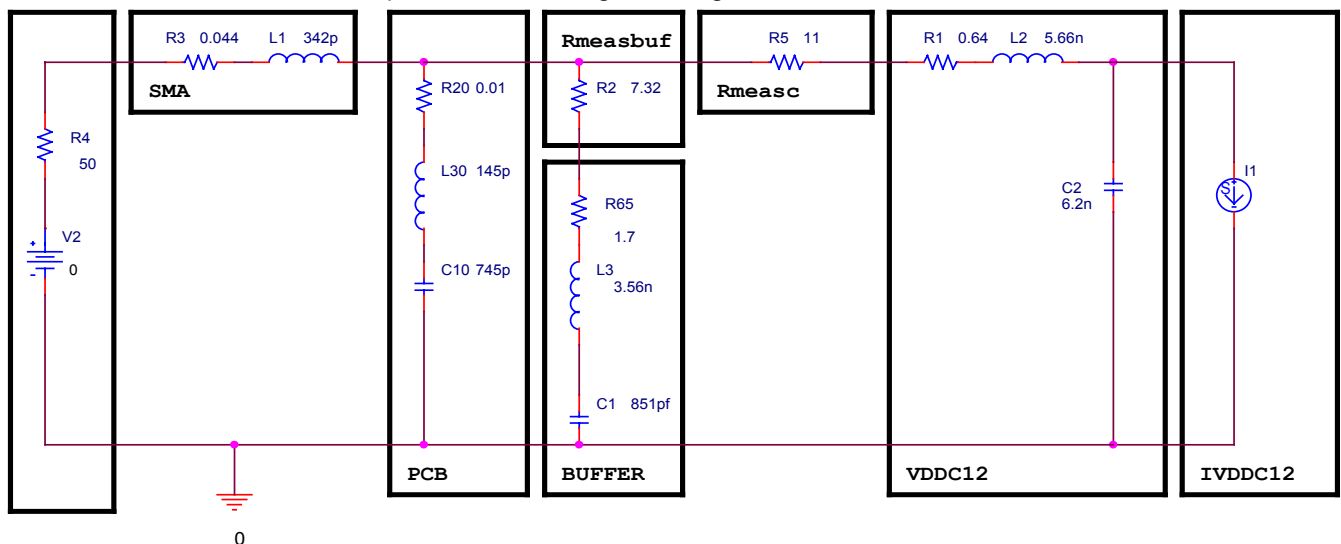 R3 0.044 L1 342p
SMA
R4
50
V2
+
-
0
0
R20 0.01
L30 145p
C10 745p
PCB
Rmeasbuf
R2 7.32
R65
1.7
L3
3.56n
C1 851pf
BUFFER
R5 11
Rmeasc
R1 0.64 L2 5.66n
C2
6.2n
VDDC12
I1
S
+
-
IVDDC12